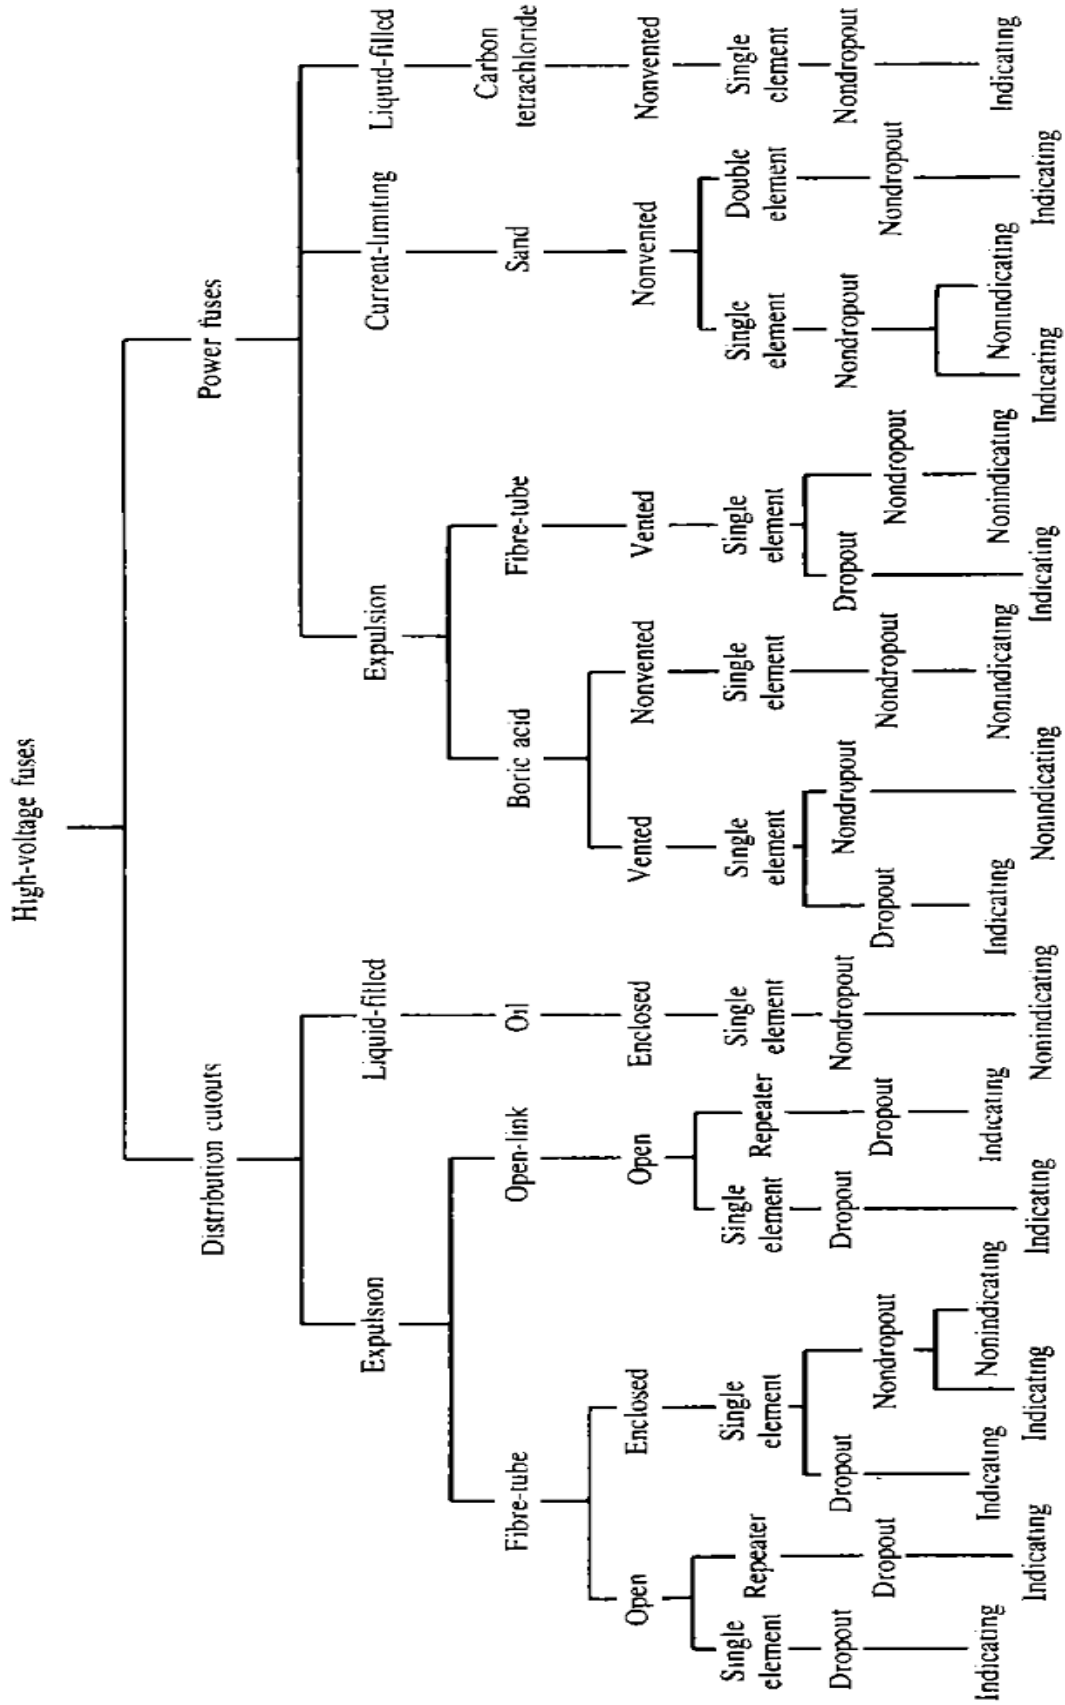 High-voltage fuses
Distribution cutouts Power fuses
Expulsion Liquid-filled Expulsion Current-limiting Liquid-filled
Fibre-tube Open-link Oil Boric acid Fibre-tube Sand Carbon
tetrachloride
Open Enclosed Open Enclosed Vented Nonvented Vented Nonvented Nonvented
Single Repeater Single Single Repeater Single Single Single Single Single Double Single
element element element element element element element element element element
Dropout Dropout Dropout Nondropout Nondropout Dropout Nondropout Nondropout
Dropout Nondropout Dropout Dropout Nondropout Nondropout Nondropout
Indicating Indicating Nonindicating Indicating Indicating Nonindicating Nonindicating Nonindicating Indicating
Indicating Indicating Indicating Nonindicating Nonindicating Indicating Indicating Indicating